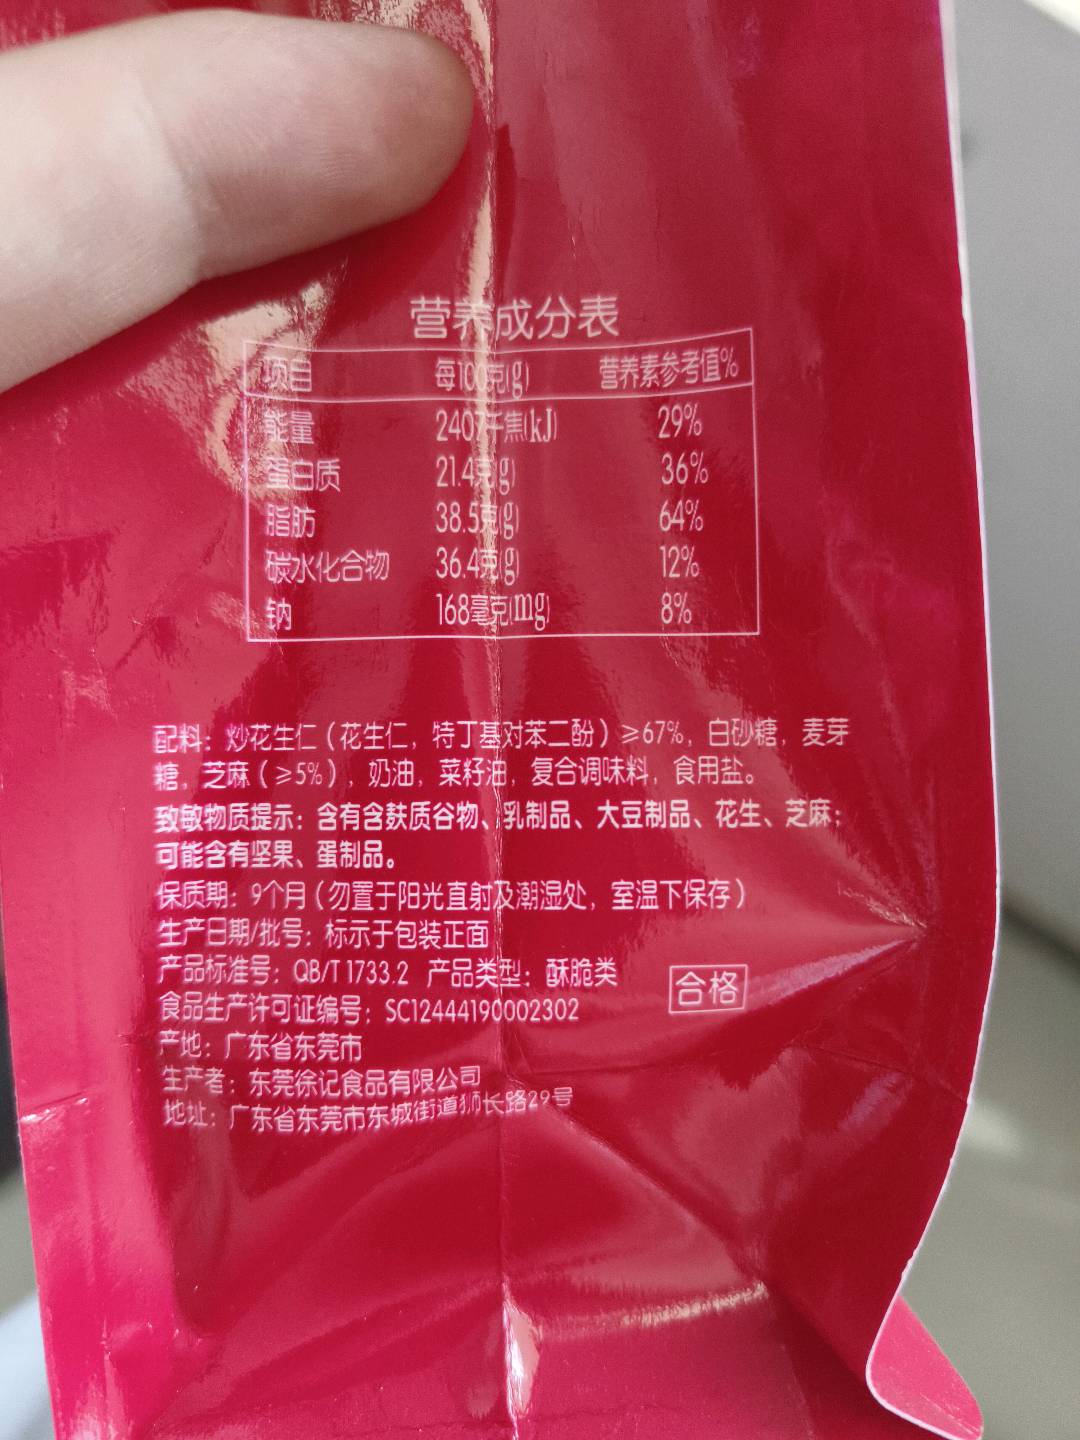 营养成分表
项目 每100克(g) 营养素参考值%
能量 2407千焦(kJ) 29%
蛋白质 21.4克(g) 36%
脂肪 38.5克(g) 64%
碳水化合物 36.4克(g) 12%
钠 168毫克(mg) 8%
配料：炒花生仁（花生仁，特丁基对苯二酚）≥67%，白砂糖，麦芽
糖，芝麻（≥5%），奶油，菜籽油，复合调味料，食用盐。
致敏物质提示：含有含麸质谷物、乳制品、大豆制品、花生、芝麻；
可能含有坚果、蛋制品。
保质期：9个月（勿置于阳光直射及潮湿处，室温下保存）
生产日期/批号：标示于包装正面
产品标准号：QB/T 1733.2 产品类型：酥脆类
合格
食品生产许可证编号：SC12444190002302
产地：广东省东莞市
生产者：东莞徐记食品有限公司
地址：广东省东莞市东城街道狮长路29号